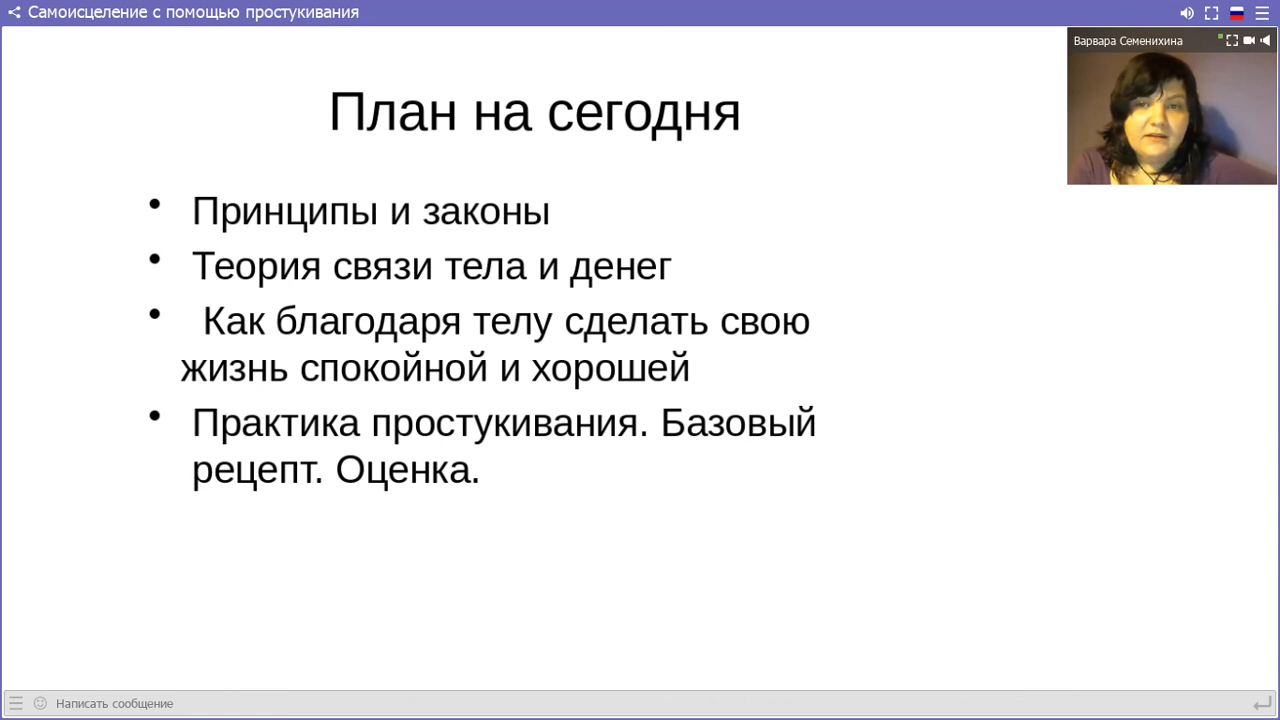 Самоисцеление с помощью простукивания
Варвара Семенихина
План на сегодня
• Принципы и законы
• Теория связи тела и денег
• Как благодаря телу сделать свою
жизнь спокойной и хорошей
• Практика простукивания. Базовый
рецепт. Оценка.
Написать сообщение